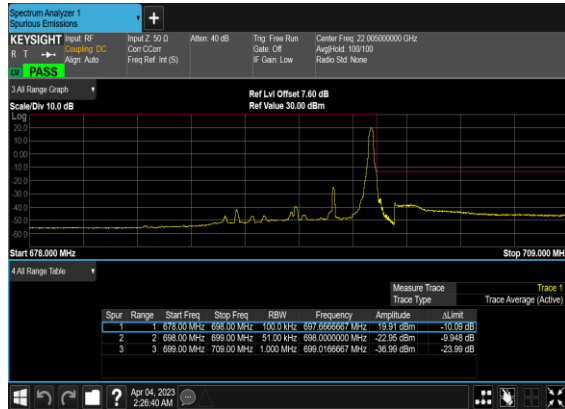 Spectrum Analyzer 1
Spurious Emissions
+
KEYSIGHT Input: RF Input Z: 50 Ω Atten: 40 dB Trig: Free Run Center Freq: 22.005000000 GHz
R T Coupling: DC Corr CCorr Gate: Off Avg|Hold: 100/100
Align: Auto Freq Ref: Int (S) IF Gain: Low Radio Std: None
PASS
3 All Range Graph Ref Lvl Offset 7.60 dB
Scale/Div 10.0 dB Ref Value 30.00 dBm
Log
20.0
10.0
0.00
-10.0
-20.0
-30.0
-40.0
-50.0
-60.0
Start 678.000 MHz Stop 709.000 MHz
4 All Range Table
Measure Trace Trace 1
Trace Type Trace Average (Active)
Spur Range Start Freq Stop Freq RBW Frequency Amplitude ΔLimit
1 1 678.00 MHz 698.00 MHz 100.0 kHz 697.6666667 MHz 19.91 dBm -10.09 dB
2 2 698.00 MHz 699.00 MHz 51.00 kHz 698.0000000 MHz -22.95 dBm -9.948 dB
3 3 699.00 MHz 709.00 MHz 1.000 MHz 699.0166667 MHz -36.99 dBm -23.99 dB
? Apr 04, 2023
2:26:40 AM